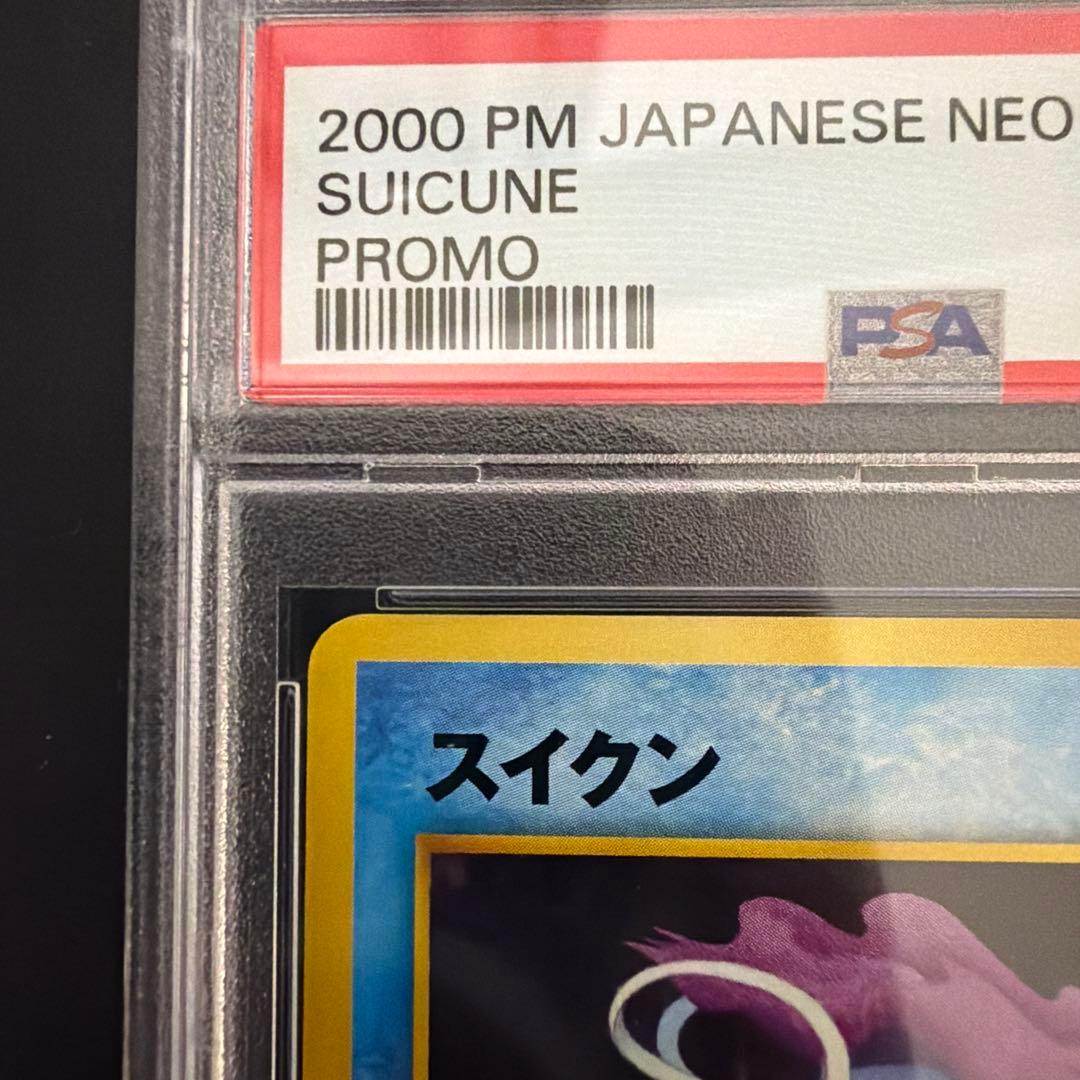 2000 PM JAPANESE NEO
SUICUNE
PROMO
PSA
スイクン